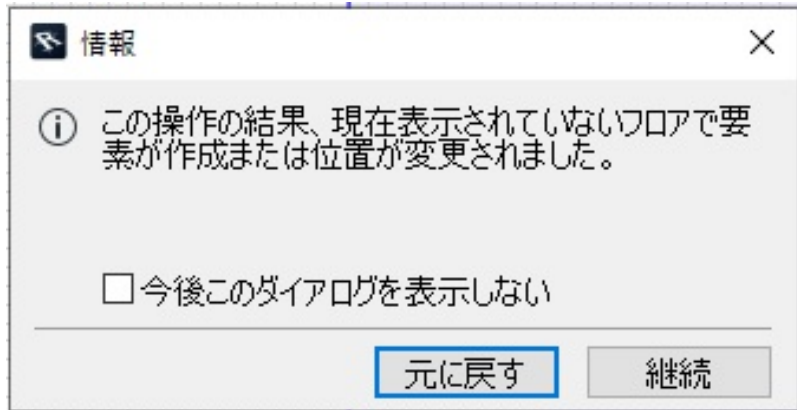 情報
この操作の結果、現在表示されていないフロアで要
素が作成または位置が変更されました。
今後このダイアログを表示しない
元に戻す
継続